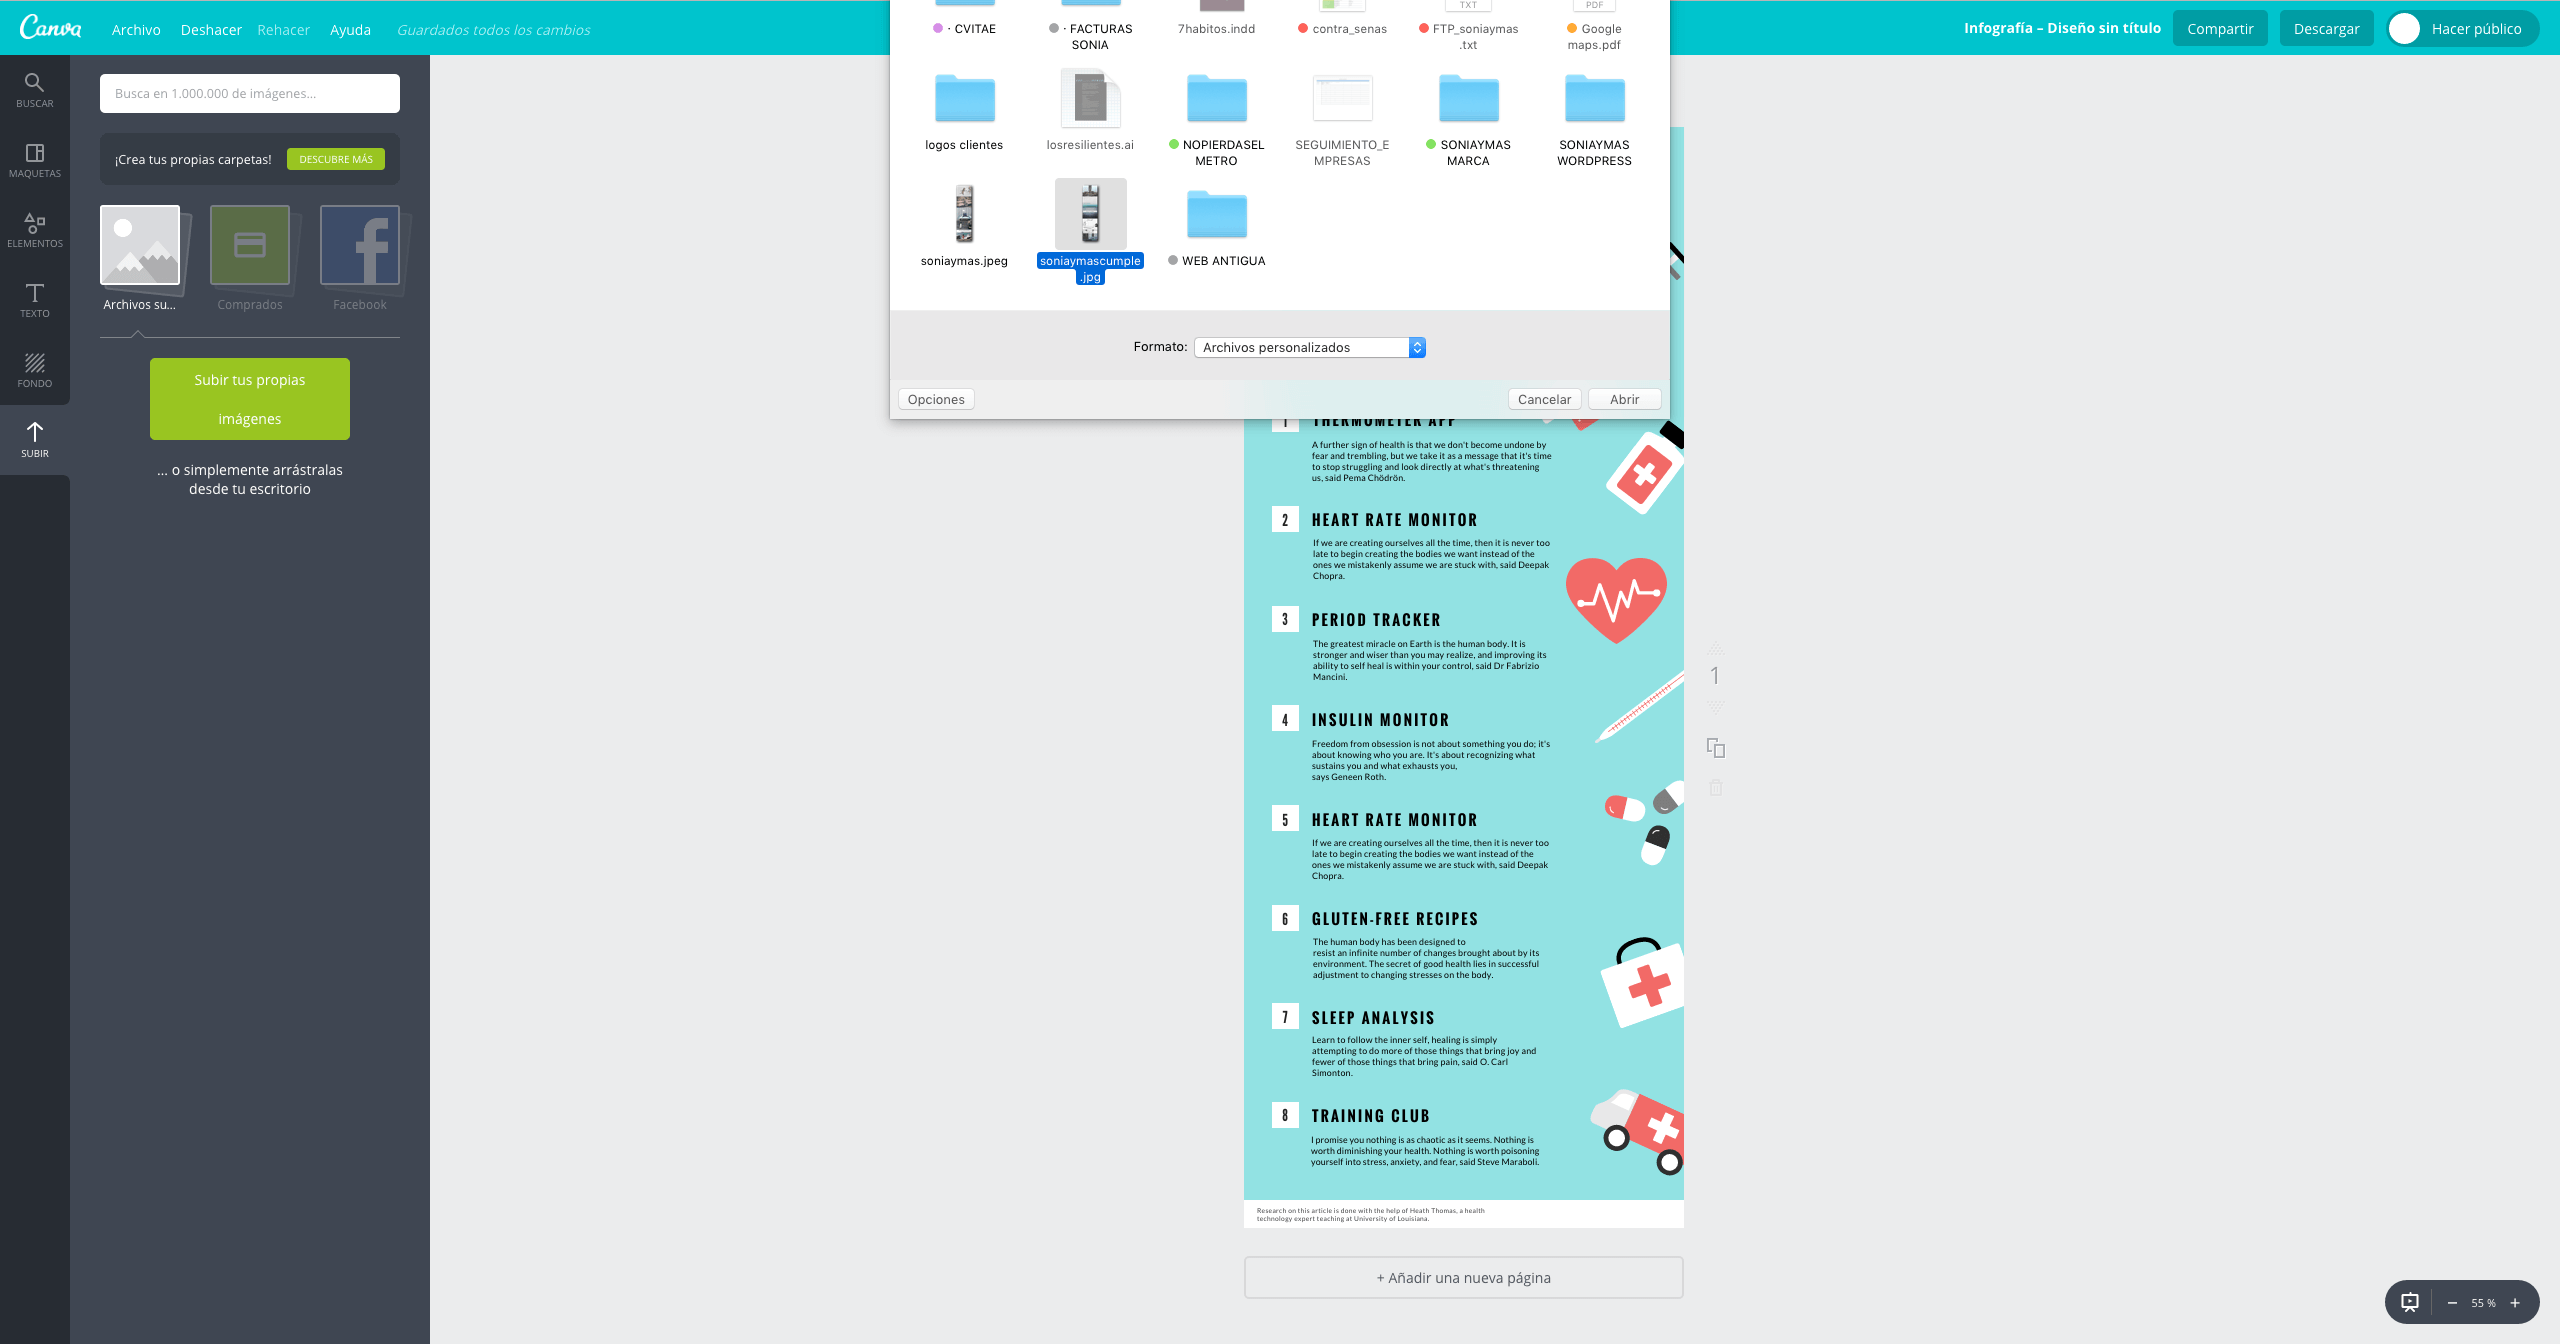 Canva
Archivo Deshacer Rehacer Ayuda Guardados todos los cambios
Infografía – Diseño sin título Compartir Descargar Hacer público
BUSCAR
MAQUETAS
ELEMENTOS
TEXTO
FONDO
SUBIR
Busca en 1.000.000 de imágenes...
¡Crea tus propias carpetas! DESCUBRE MÁS
Archivos su... Comprados Facebook
Subir tus propias
imágenes
... o simplemente arrástralas
desde tu escritorio
TXT PDF
· CVITAE
· FACTURAS
SONIA
7habitos.indd
contra_senas
FTP_soniaymas
.txt
Google
maps.pdf
logos clientes
losresilientes.ai
NOPIERDASEL
METRO
SEGUIMIENTO_E
MPRESAS
SONIAYMAS
MARCA
SONIAYMAS
WORDPRESS
soniaymas.jpeg
soniaymascumple
.jpg
WEB ANTIGUA
Formato: Archivos personalizados
Opciones Cancelar Abrir
1 THERMOMETER APP
A further sign of health is that we don't become undone by
fear and trembling, but we take it as a message that it's time
to stop struggling and look directly at what's threatening
us, said Pema Chödrön.
2 HEART RATE MONITOR
If we are creating ourselves all the time, then it is never too
late to begin creating the bodies we want instead of the
ones we mistakenly assume we are stuck with, said Deepak
Chopra.
3 PERIOD TRACKER
The greatest miracle on Earth is the human body. It is
stronger and wiser than you may realize, and improving its
ability to self heal is within your control, said Dr Fabrizio
Mancini.
4 INSULIN MONITOR
Freedom from obsession is not about something you do; it's
about knowing who you are. It's about recognizing what
sustains you and what exhausts you,
says Geneen Roth.
5 HEART RATE MONITOR
If we are creating ourselves all the time, then it is never too
late to begin creating the bodies we want instead of the
ones we mistakenly assume we are stuck with, said Deepak
Chopra.
6 GLUTEN-FREE RECIPES
The human body has been designed to
resist an infinite number of changes brought about by its
environment. The secret of good health lies in successful
adjustment to changing stresses on the body.
7 SLEEP ANALYSIS
Learn to follow the inner self, healing is simply
attempting to do more of those things that bring joy and
fewer of those things that bring pain, said O. Carl
Simonton.
8 TRAINING CLUB
I promise you nothing is as chaotic as it seems. Nothing is
worth diminishing your health. Nothing is worth poisoning
yourself into stress, anxiety, and fear, said Steve Maraboli.
Research on this article is done with the help of Heath Thomas, a health
technology expert teaching at University of Louisiana.
1
+ Añadir una nueva página
− 55 % +